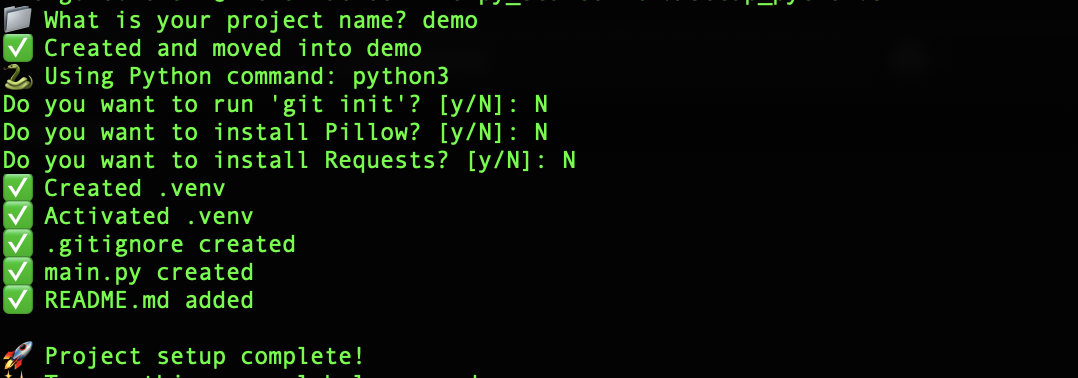 📁 What is your project name? demo
✅ Created and moved into demo
🐍 Using Python command: python3
Do you want to run 'git init'? [y/N]: N
Do you want to install Pillow? [y/N]: N
Do you want to install Requests? [y/N]: N
✅ Created .venv
✅ Activated .venv
✅ .gitignore created
✅ main.py created
✅ README.md added
🚀 Project setup complete!